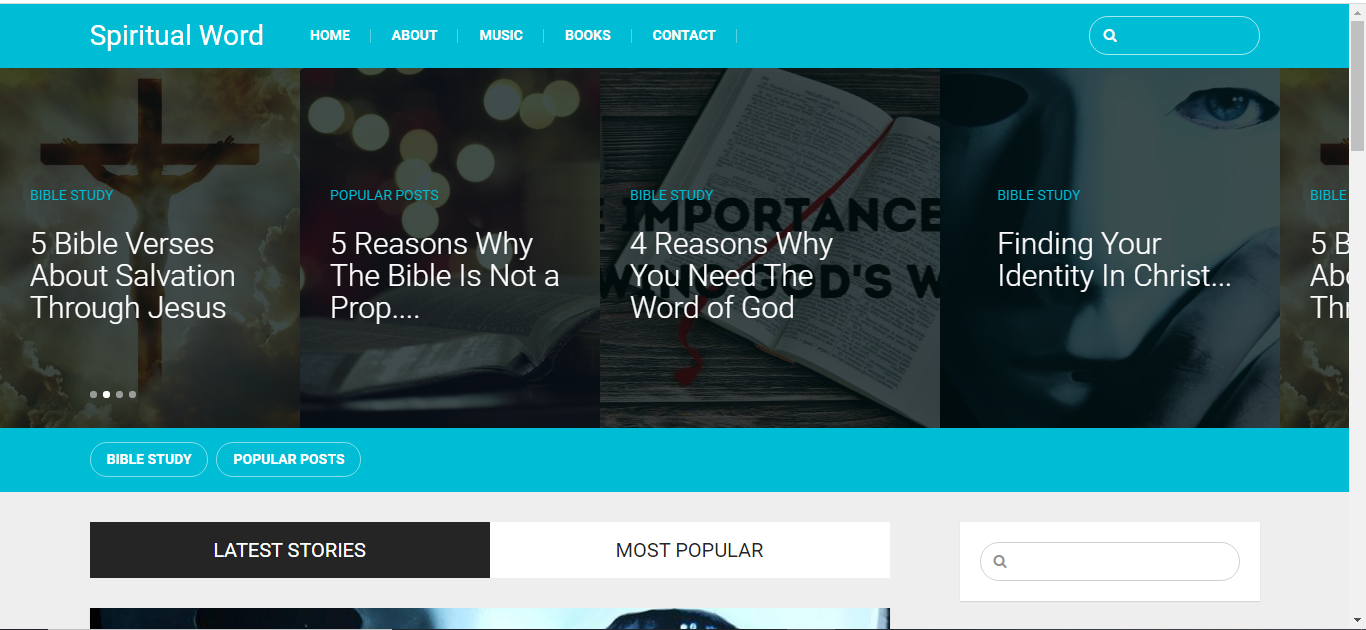 Spiritual Word
HOME
ABOUT
MUSIC
BOOKS
CONTACT
BIBLE STUDY
5 Bible Verses
About Salvation
Through Jesus
POPULAR POSTS
5 Reasons Why
The Bible Is Not a
Prop....
BIBLE STUDY
E IMPORTANCE
4 Reasons Why
You Need The
Word of God
GOD'S W
BIBLE STUDY
Finding Your
Identity In Christ...
BIBLE
5 B
Abo
Thr
BIBLE STUDY
POPULAR POSTS
LATEST STORIES
MOST POPULAR